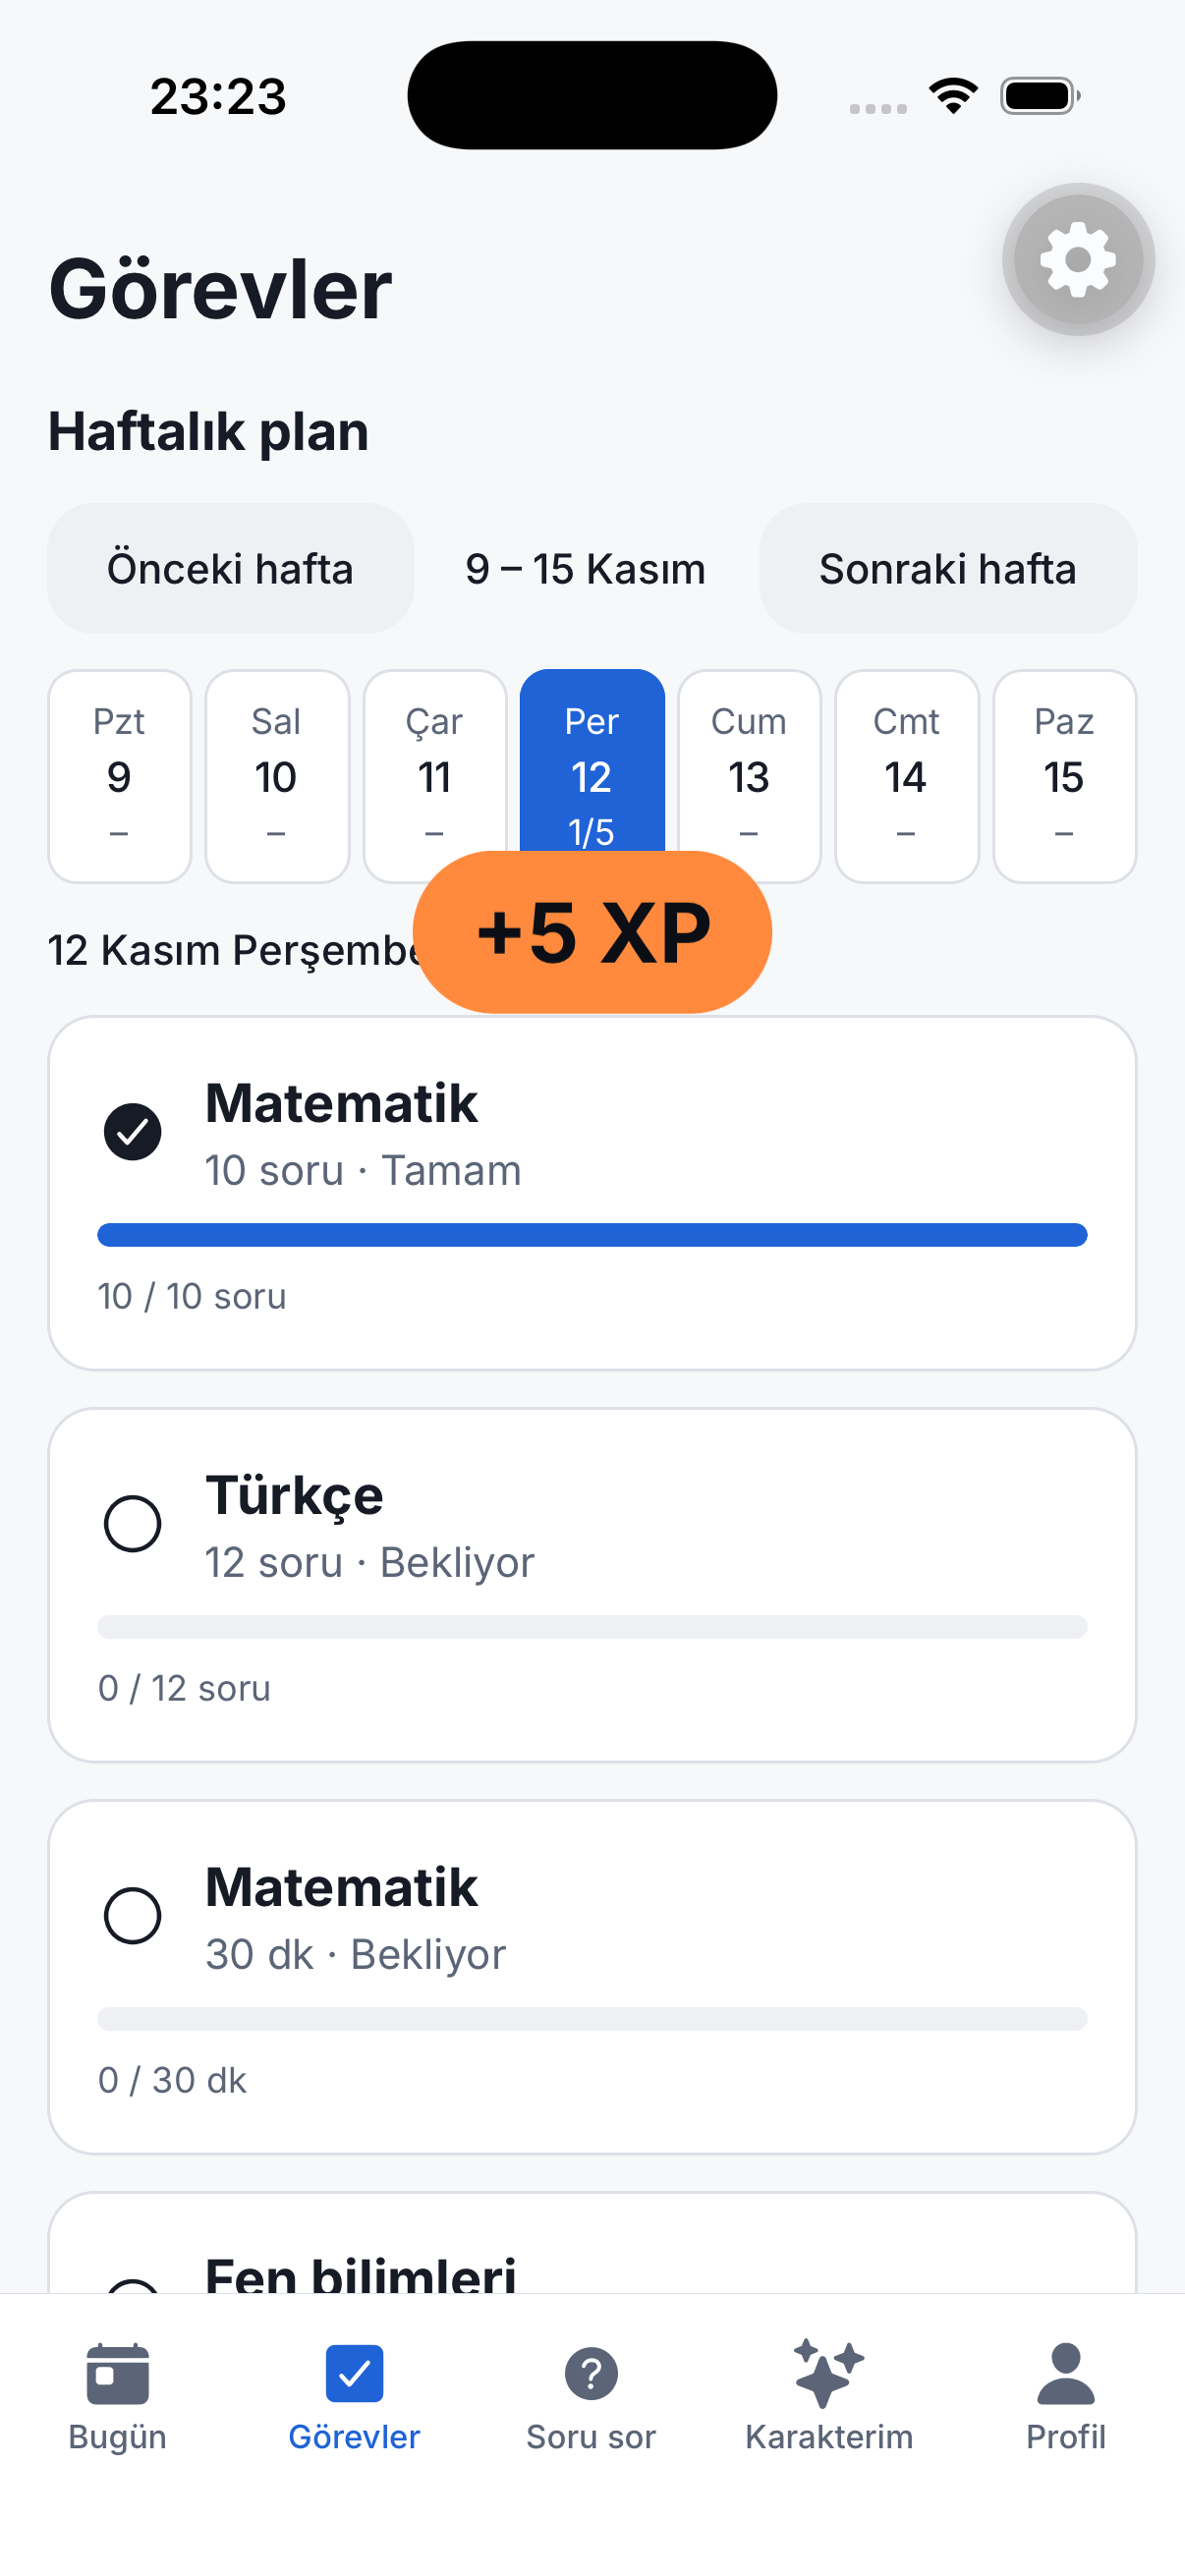 23:23
Görevler
Haftalık plan
Önceki hafta 9 – 15 Kasım Sonraki hafta
Pzt Sal Çar Per Cum Cmt Paz
9 10 11 12 13 14 15
– – – 1/5 – – –
+5 XP
12 Kasım Perşembe
Matematik
10 soru · Tamam
10 / 10 soru
Türkçe
12 soru · Bekliyor
0 / 12 soru
Matematik
30 dk · Bekliyor
0 / 30 dk
Fen bilimleri
Bugün Görevler Soru sor Karakterim Profil